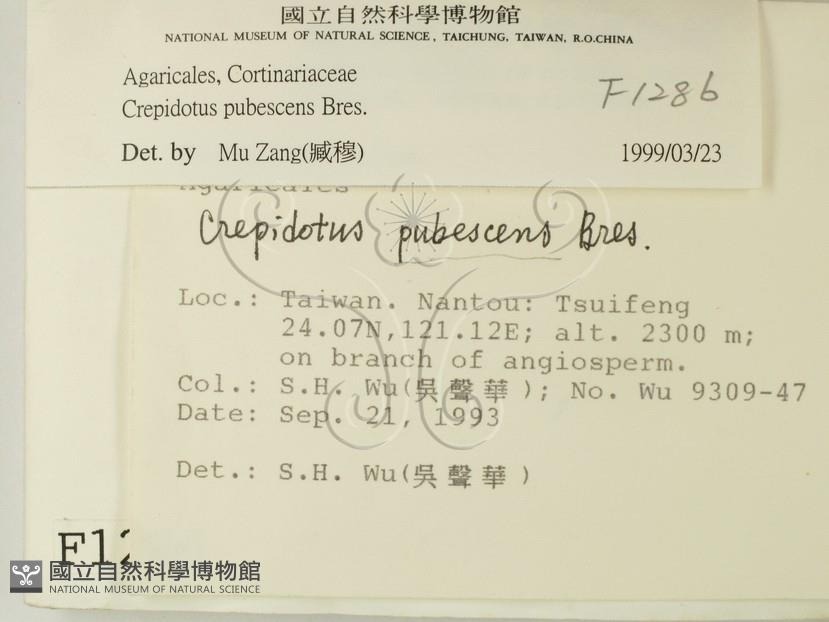 國立自然科學博物館
NATIONAL MUSEUM OF NATURAL SCIENCE, TAICHUNG, TAIWAN, R.O.CHINA
Agaricales, Cortinariaceae
F1286
Crepidotus pubescens Bres.
Det. by Mu Zang(臧穆) 1999/03/23
Agaricales
Crepidotus pubescens Bres.
Loc.: Taiwan. Nantou: Tsuifeng
24.07N,121.12E; alt. 2300 m;
on branch of angiosperm.
Col.: S.H. Wu(吳聲華); No. Wu 9309-47
Date: Sep. 21, 1993
Det.: S.H. Wu(吳聲華)
F12
國立自然科學博物館
NATIONAL MUSEUM OF NATURAL SCIENCE